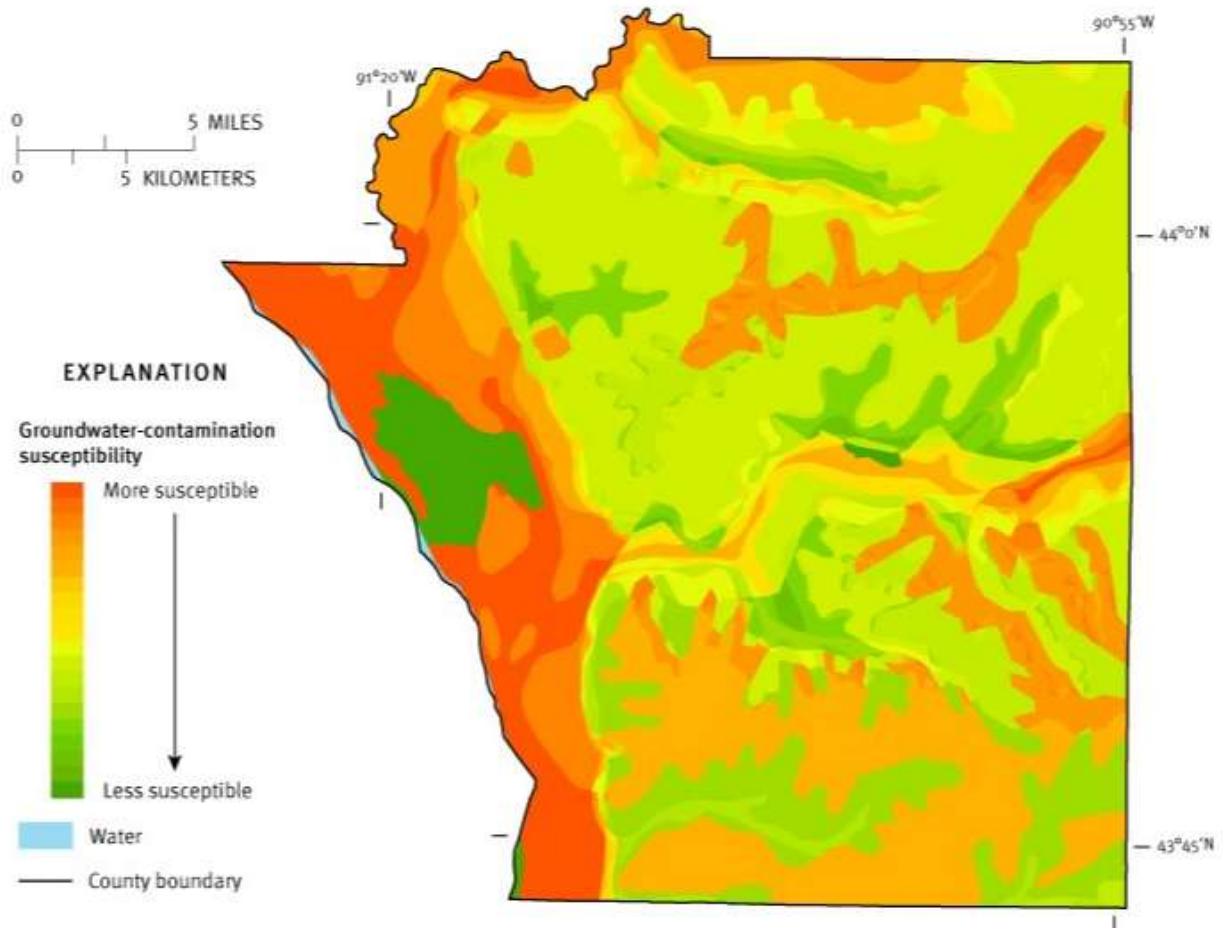 90°55'W
91°20'W
0 5 MILES
0 5 KILOMETERS
44°0'N
EXPLANATION
Groundwater-contamination
susceptibility
More susceptible
Less susceptible
Water
County boundary
43°45'N